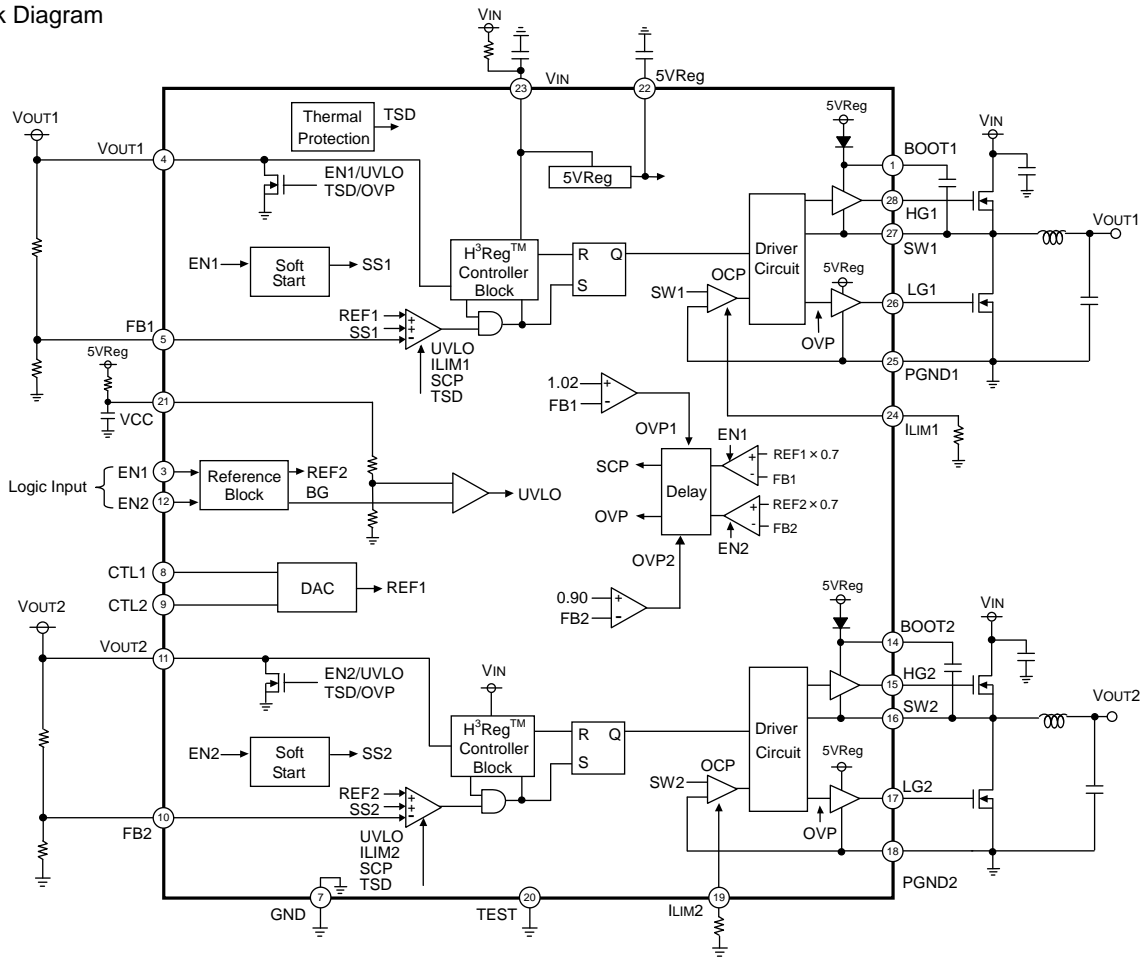 k Diagram
VIN
VIN
23
22
5VReg
Thermal
Protection
TSD
VOUT1
VOUT1
4
EN1/UVLO
TSD/OVP
5VReg
5VReg
VIN
BOOT1
1
28
HG1
27
SW1
VOUT1
EN1
Soft
Start
SS1
H³Reg™
Controller
Block
R
Q
S
Driver
Circuit
OCP
SW1
5VReg
LG1
26
OVP
25
PGND1
FB1
5
REF1
SS1
+
+
-
UVLO
ILIM1
SCP
TSD
5VReg
21
VCC
1.02
FB1
+
-
OVP1
24
ILIM1
EN1
REF1×0.7
FB1
+
-
SCP
Delay
OVP
REF2×0.7
FB2
+
-
EN2
OVP2
Logic Input
EN1
3
EN2
12
Reference
Block
REF2
BG
UVLO
CTL1
8
CTL2
9
DAC
REF1
0.90
FB2
+
-
VOUT2
VOUT2
11
EN2/UVLO
TSD/OVP
VIN
5VReg
VIN
BOOT2
14
HG2
15
SW2
16
VOUT2
EN2
Soft
Start
SS2
H³Reg™
Controller
Block
R
Q
S
Driver
Circuit
OCP
SW2
5VReg
LG2
17
OVP
18
PGND2
FB2
10
REF2
SS2
+
+
-
UVLO
ILIM2
SCP
TSD
7
GND
20
TEST
19
ILIM2